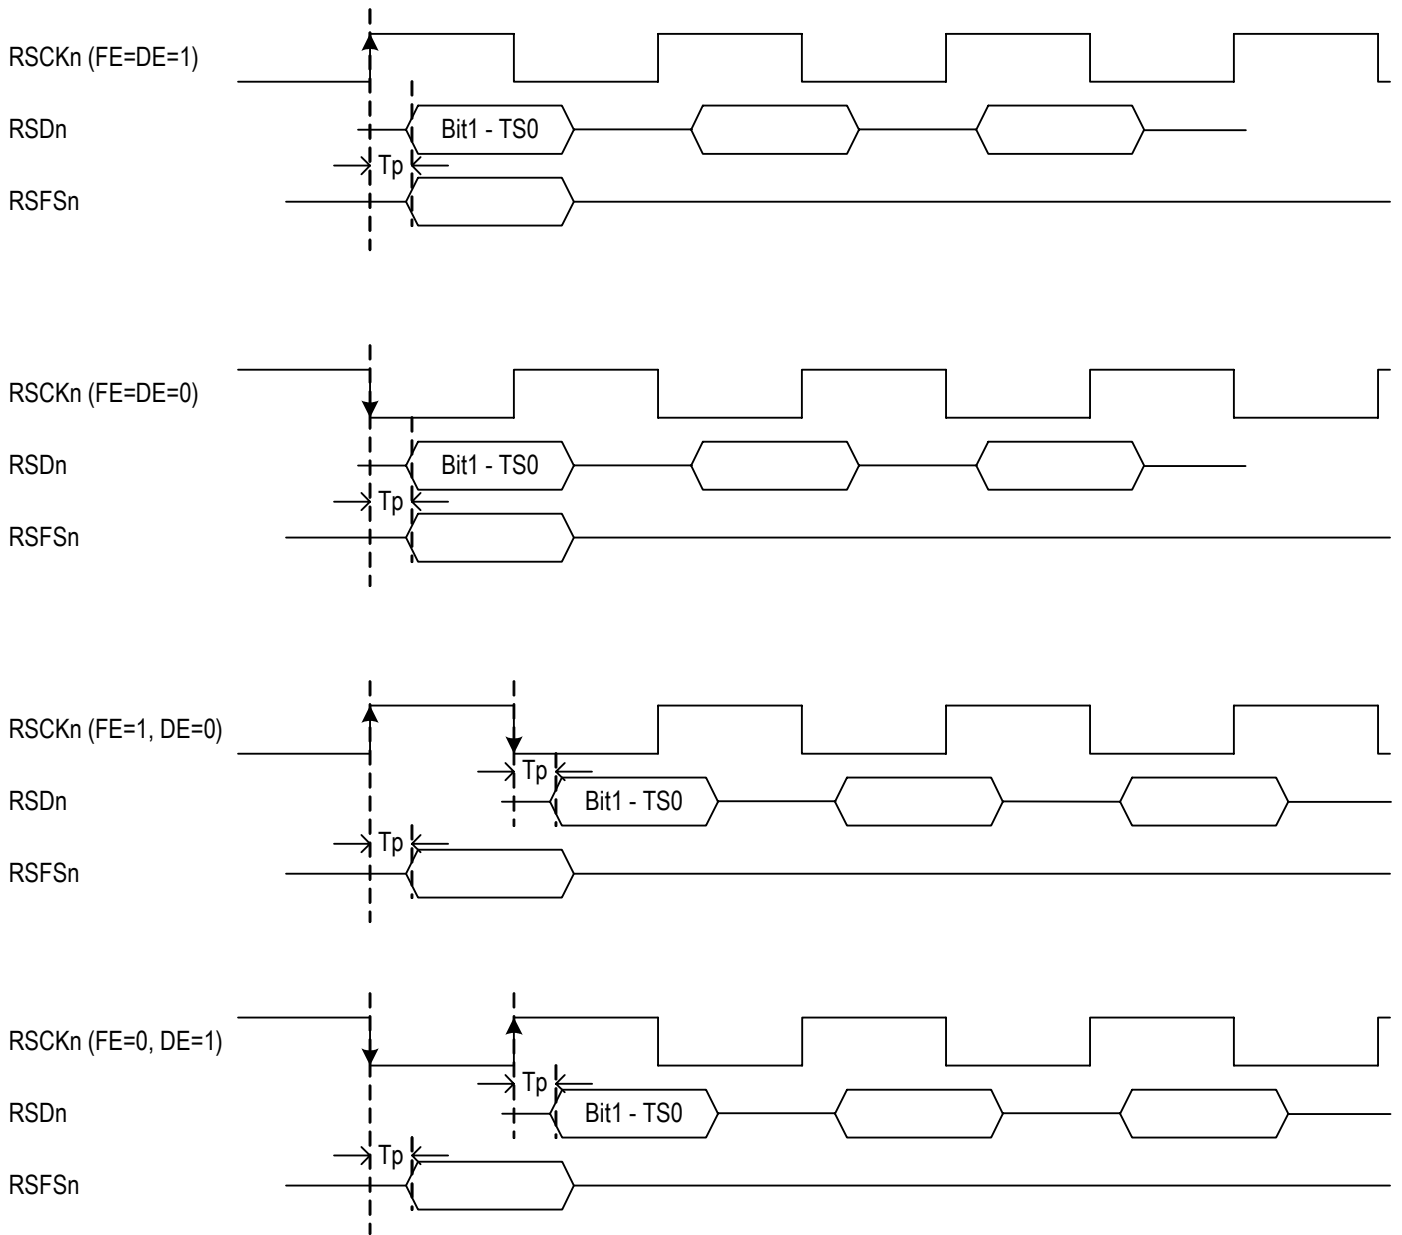 RSCKn (FE=DE=1)
RSDn
Bit1 - TS0
Tp
RSFSn
RSCKn (FE=DE=0)
RSDn
Bit1 - TS0
Tp
RSFSn
RSCKn (FE=1, DE=0)
Tp
RSDn
Bit1 - TS0
Tp
RSFSn
RSCKn (FE=0, DE=1)
Tp
RSDn
Bit1 - TS0
Tp
RSFSn